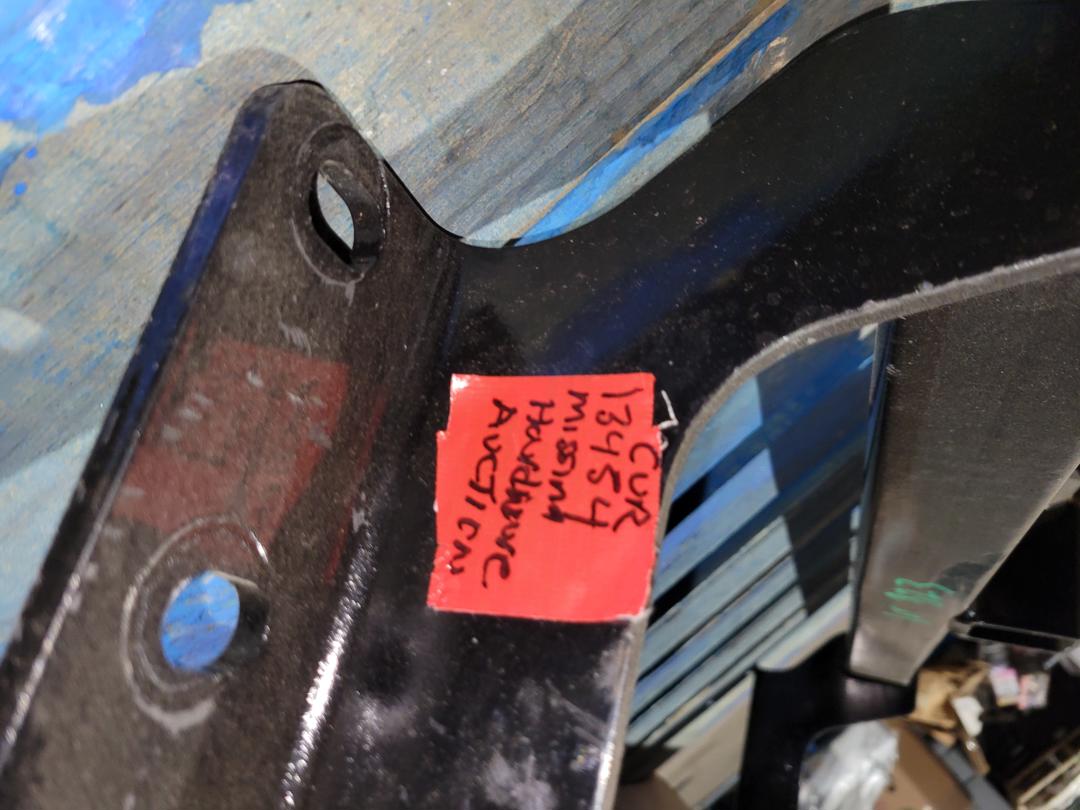 CUR
13454
Missing
Hardware
Auction